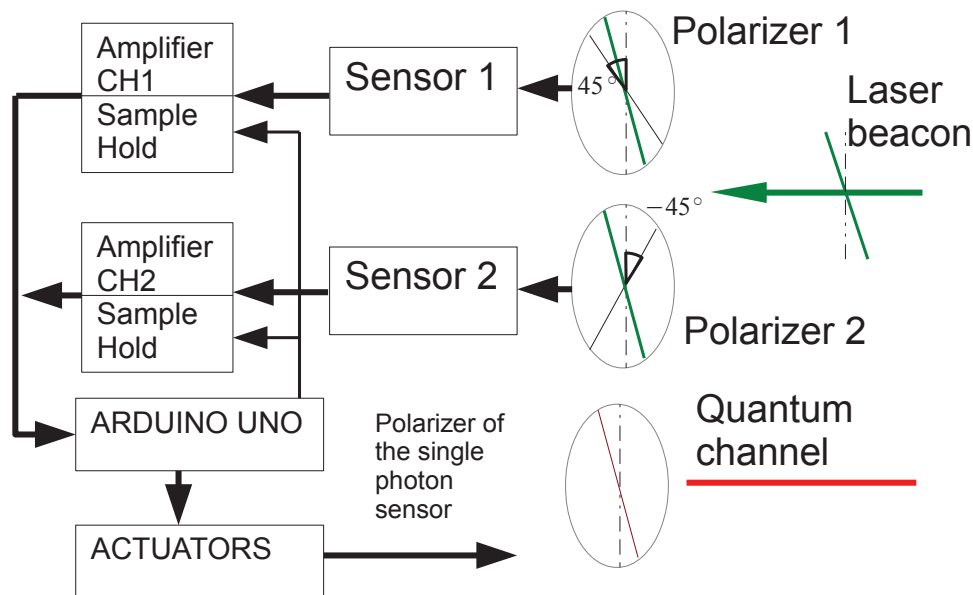 Amplifier
CH1
Sample
Hold
Sensor 1
45°
Polarizer 1
Laser
beacon
Amplifier
CH2
Sample
Hold
Sensor 2
−45°
Polarizer 2
ARDUINO UNO
Polarizer of
the single
photon
sensor
Quantum
channel
ACTUATORS